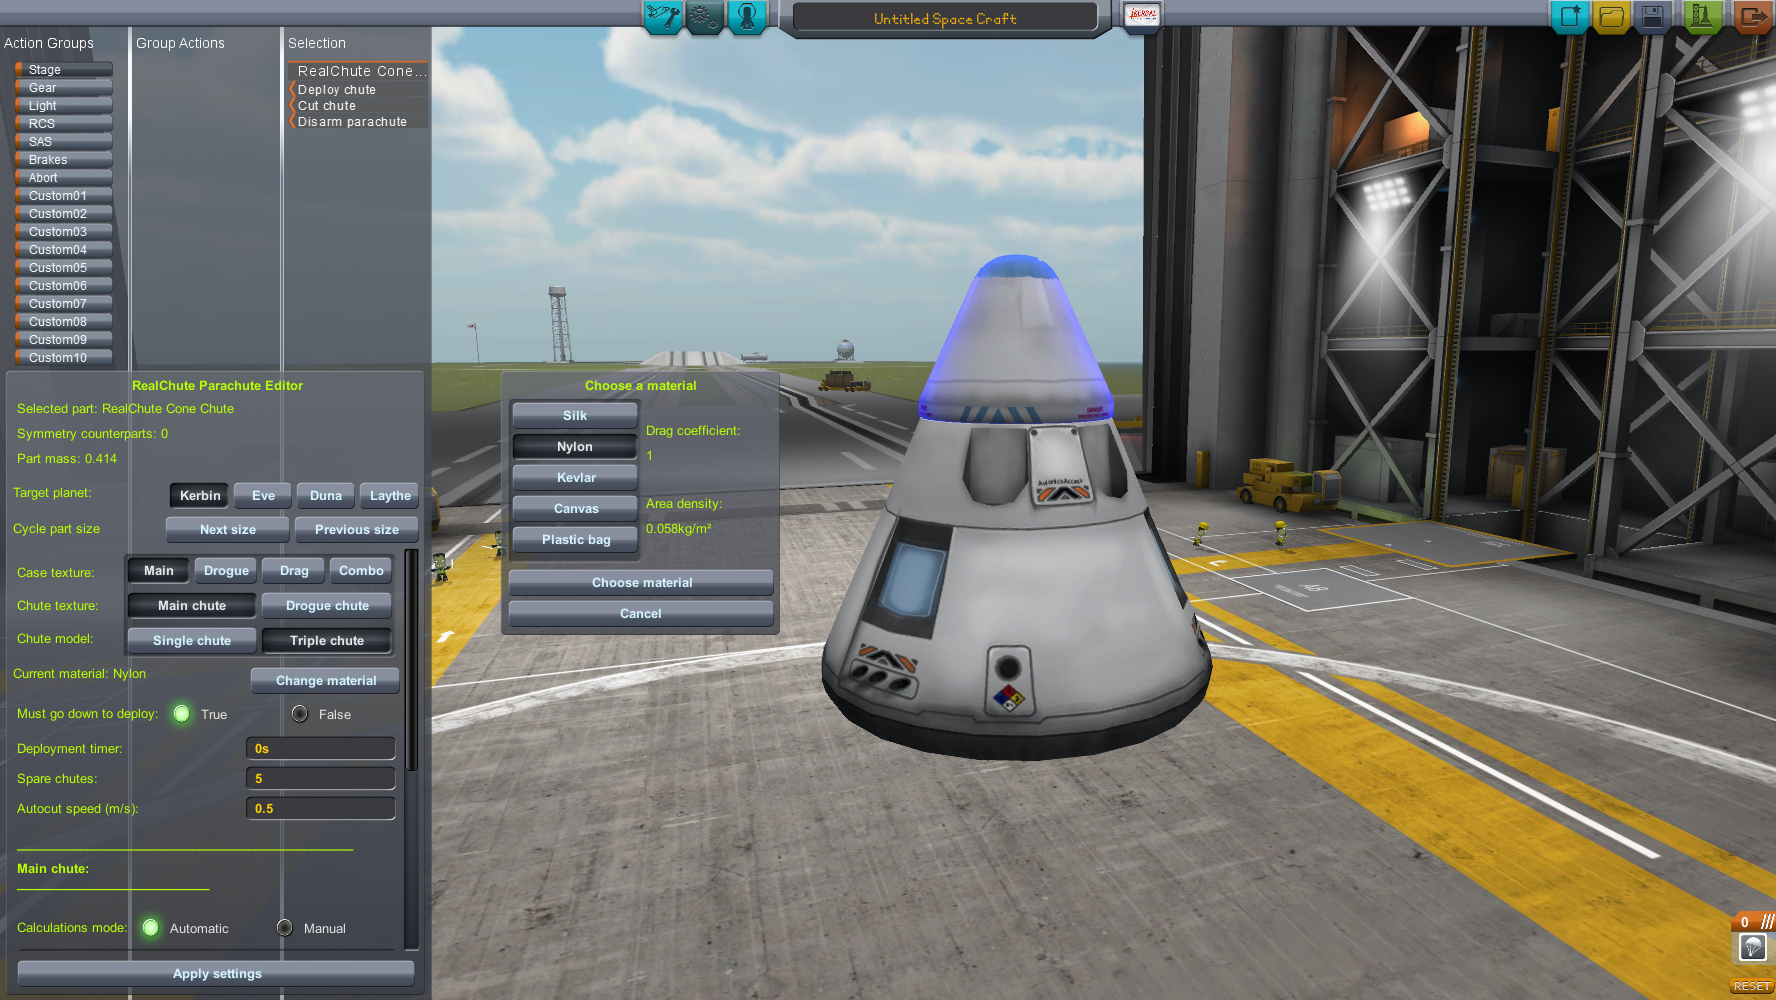 Untitled Space Craft
KERBAL
Action Groups
Group Actions
Selection
Stage
Gear
Light
RCS
SAS
Brakes
Abort
Custom01
Custom02
Custom03
Custom04
Custom05
Custom06
Custom07
Custom08
Custom09
Custom10
RealChute Cone...
Deploy chute
Cut chute
Disarm parachute
RealChute Parachute Editor
Selected part: RealChute Cone Chute
Symmetry counterparts: 0
Part mass: 0.414
Target planet: Kerbin Eve Duna Laythe
Cycle part size Next size Previous size
Case texture: Main Drogue Drag Combo
Chute texture: Main chute Drogue chute
Chute model: Single chute Triple chute
Current material: Nylon Change material
Must go down to deploy: True False
Deployment timer: 0s
Spare chutes: 5
Autocut speed (m/s): 0.5
Main chute:
Calculations mode: Automatic Manual
Apply settings
Choose a material
Silk
Nylon
Kevlar
Canvas
Plastic bag
Drag coefficient:
1
Area density:
0.058kg/m²
Choose material
Cancel
DANGER
Avionics Access
0
RESET